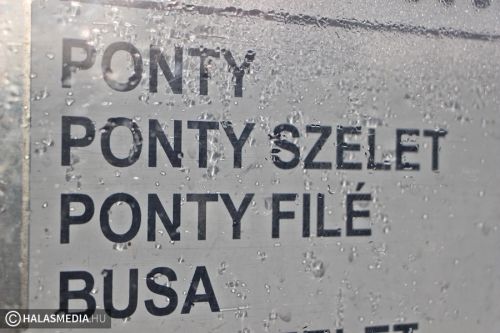 PONTY
PONTY SZELET
PONTY FILÉ
BUSA
©HALASMEDIA.HU